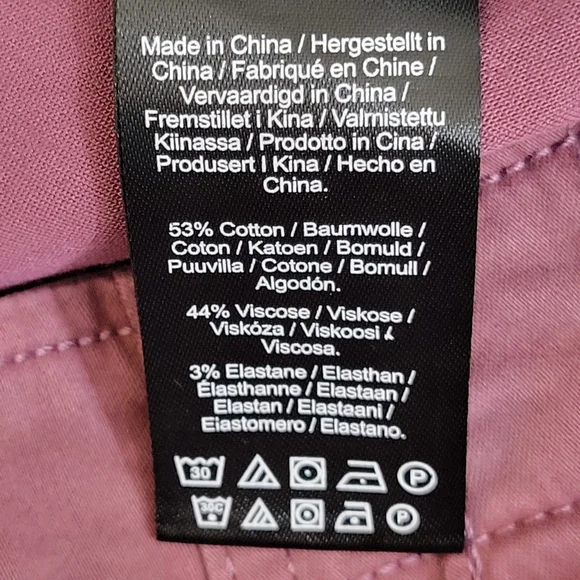 Made in China / Hergestellt in
China / Fabriqué en Chine /
Vervaardigd in China /
Fremstillet i Kina / Valmistettu
Kiinassa / Prodotto in Cina /
Produsert I Kina / Hecho en
China.
53% Cotton / Baumwolle /
Coton / Katoen / Bomuld /
Puuvilla / Cotone / Bomull /
Algodón.
44% Viscose / Viskose /
Viskóza / Viskoosi /
Viscosa.
3% Elastane / Elasthan /
Élasthanne / Elastaan /
Elastan / Elastaani /
Elastomero / Elastano.
30 P
30C P